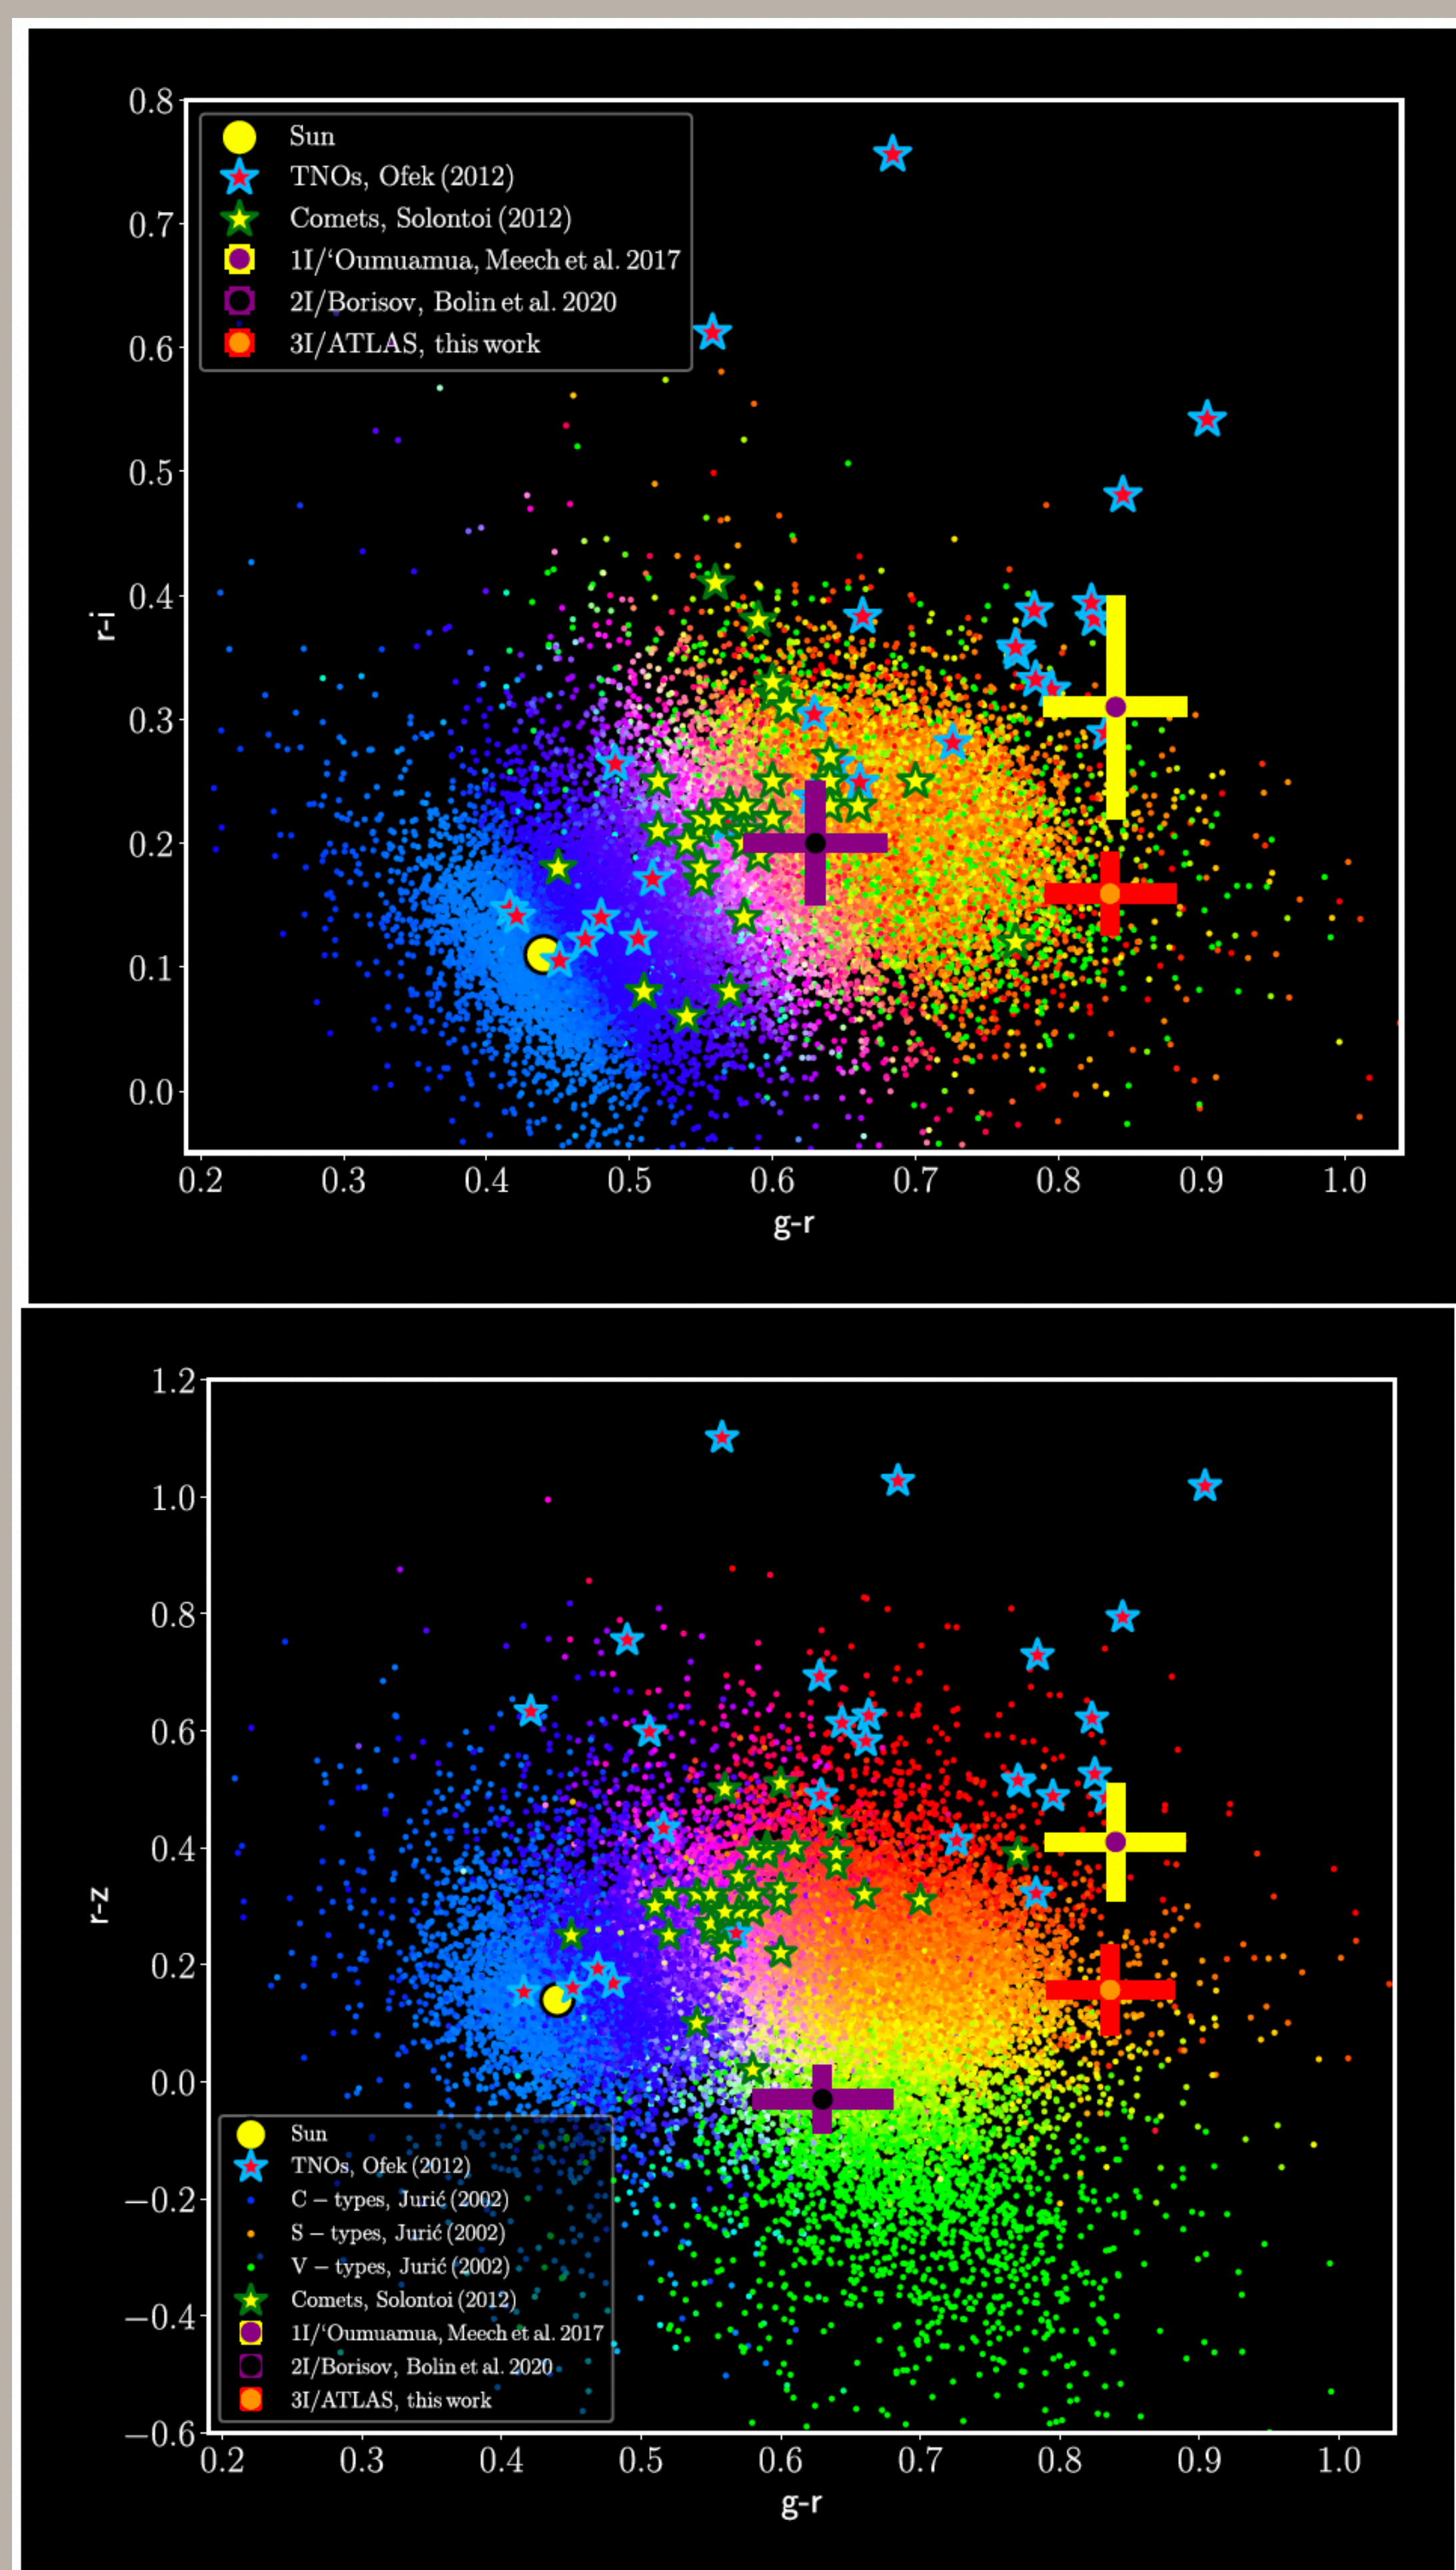 0.8
0.7
0.6
0.5
0.4
0.3
0.2
0.1
0.0
r-i
Sun
TNOs, Ofek (2012)
Comets, Solontoi (2012)
1I/‘Oumuamua, Meech et al. 2017
2I/Borisov, Bolin et al. 2020
3I/ATLAS, this work
0.2 0.3 0.4 0.5 0.6 0.7 0.8 0.9 1.0
g-r
1.2
1.0
0.8
0.6
0.4
0.2
0.0
−0.2
−0.4
−0.6
r-z
Sun
TNOs, Ofek (2012)
C − types, Jurić (2002)
S − types, Jurić (2002)
V − types, Jurić (2002)
Comets, Solontoi (2012)
1I/‘Oumuamua, Meech et al. 2017
2I/Borisov, Bolin et al. 2020
3I/ATLAS, this work
0.2 0.3 0.4 0.5 0.6 0.7 0.8 0.9 1.0
g-r